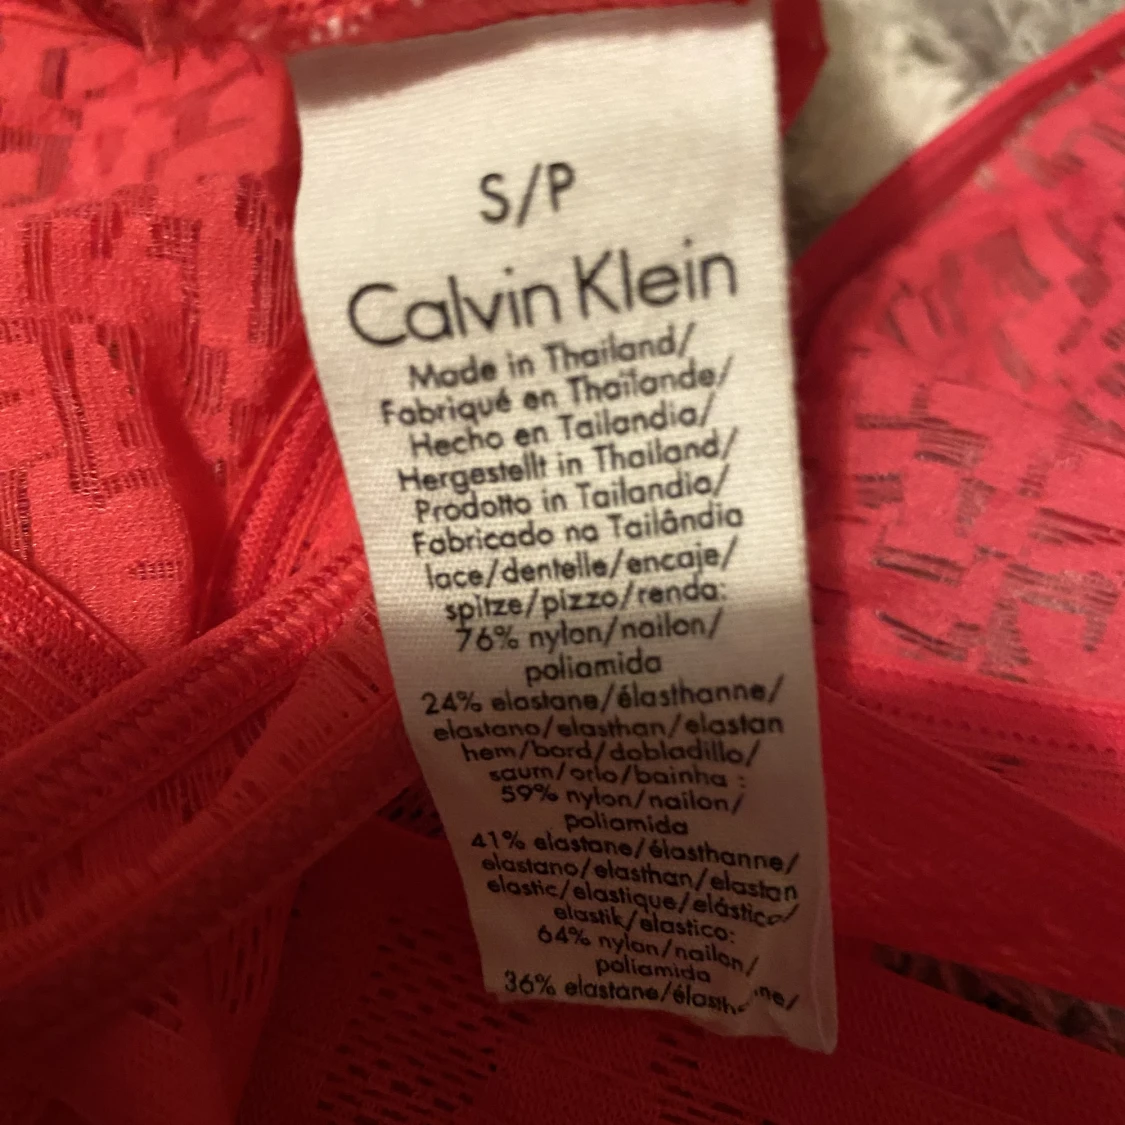 S/P
Calvin Klein
Made in Thailand/
Fabriqué en Thaïlande/
Hecho en Tailandia/
Hergestellt in Thailand/
Prodotto in Tailandia/
Fabricado na Tailândia
lace/dentelle/encaje/
spitze/pizzo/renda:
76% nylon/nailon/
poliamida
24% elastane/élasthanne/
elastano/elasthan/elastan
hem/bord/dobladillo/
saum/orlo/bainha :
59% nylon/nailon/
poliamida
41% elastane/élasthanne/
elastano/elasthan/elastan
elastic/elastique/elástico/
elastik/elastico:
64% nylon/nailon/
poliamida
36% elastane/